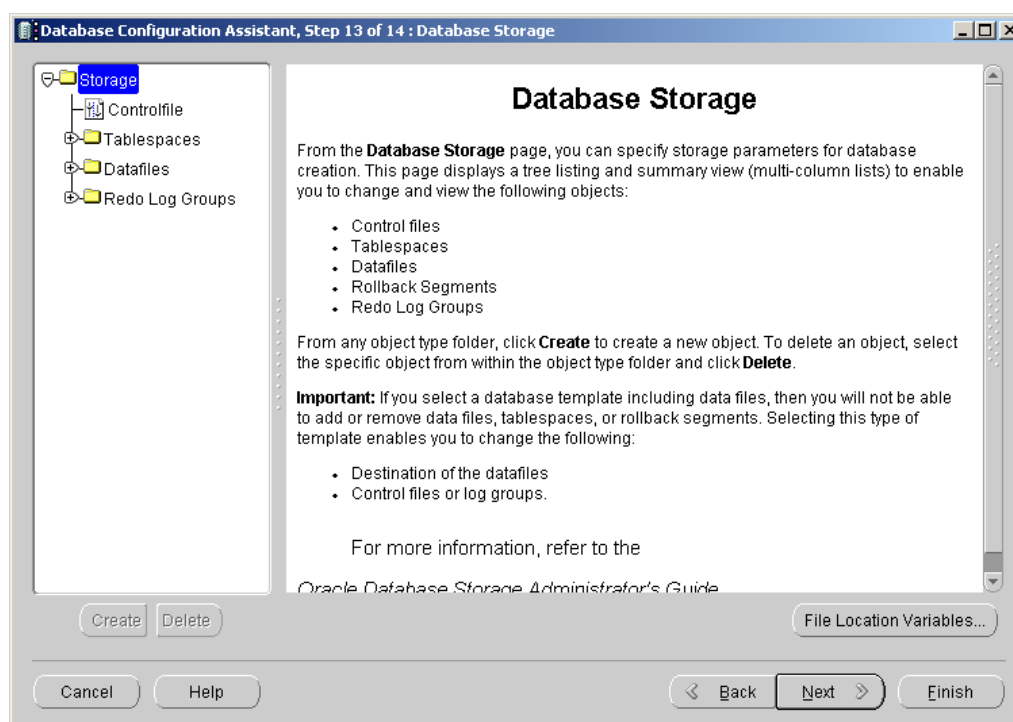 Database Configuration Assistant, Step 13 of 14 : Database Storage
Storage
Controlfile
Tablespaces
Datafiles
Redo Log Groups
Database Storage
From the Database Storage page, you can specify storage parameters for database
creation. This page displays a tree listing and summary view (multi-column lists) to enable
you to change and view the following objects:
Control files
Tablespaces
Datafiles
Rollback Segments
Redo Log Groups
From any object type folder, click Create to create a new object. To delete an object, select
the specific object from within the object type folder and click Delete.
Important: If you select a database template including data files, then you will not be able
to add or remove data files, tablespaces, or rollback segments. Selecting this type of
template enables you to change the following:
Destination of the datafiles
Control files or log groups.
For more information, refer to the
Oracle Database Storage Administrator's Guide
Create Delete
File Location Variables...
Cancel Help Back Next Finish